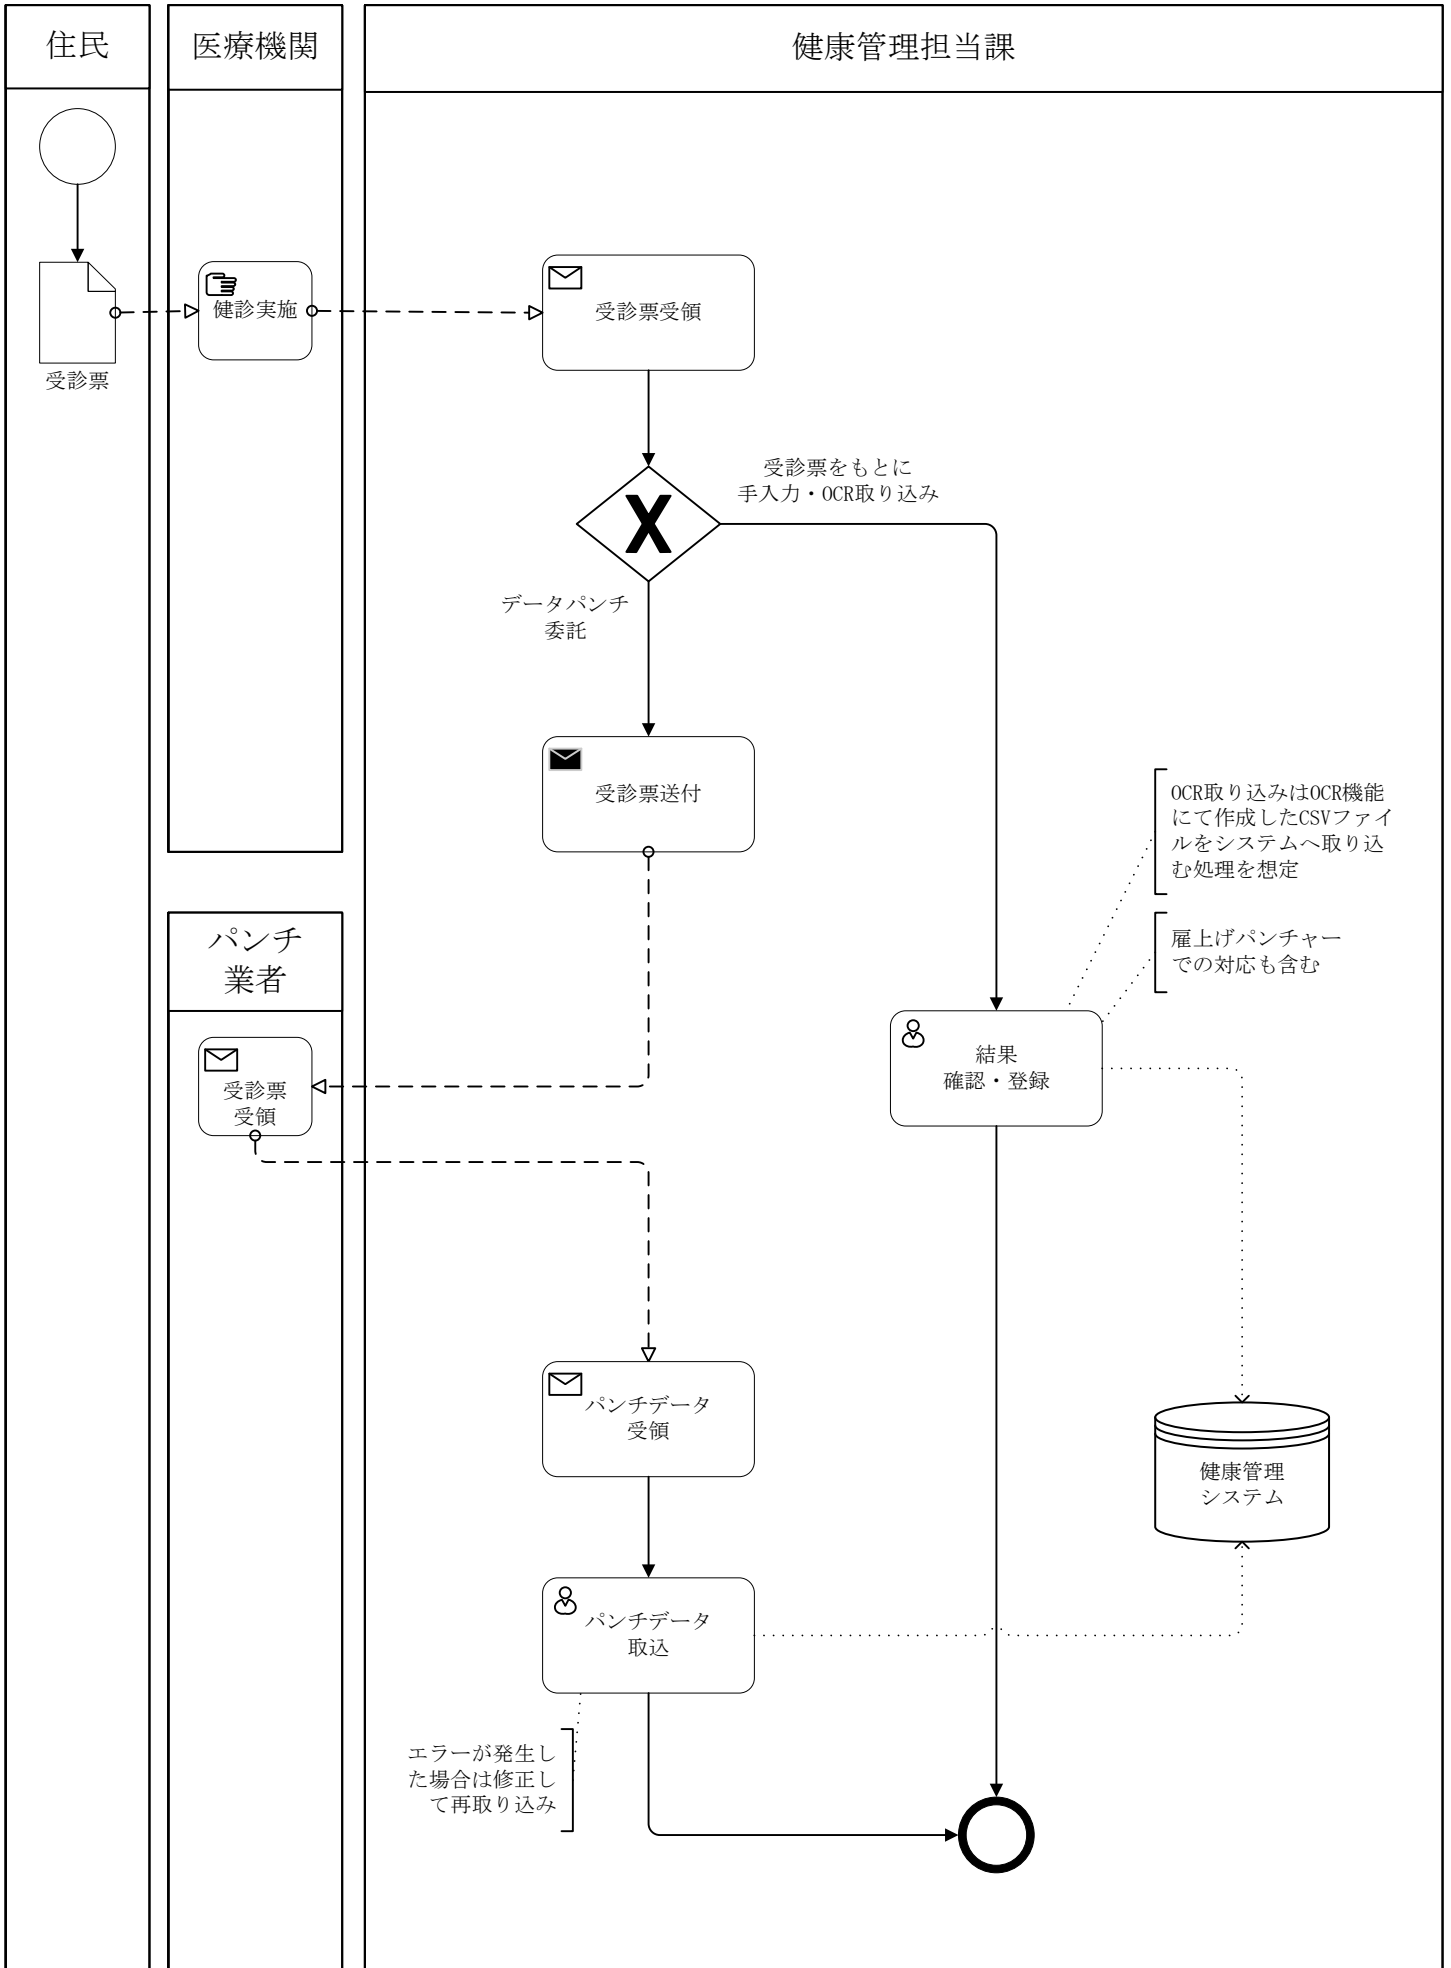 住民
医療機関
健康管理担当課
受診票
健診実施
受診票受領
受診票をもとに
手入力・OCR取り込み
データパンチ
委託
受診票送付
OCR取り込みはOCR機能
にて作成したCSVファイ
ルをシステムへ取り込
む処理を想定
雇上げパンチャー
での対応も含む
パンチ
業者
受診票
受領
結果
確認・登録
パンチデータ
受領
健康管理
システム
パンチデータ
取込
エラーが発生し
た場合は修正し
て再取り込み